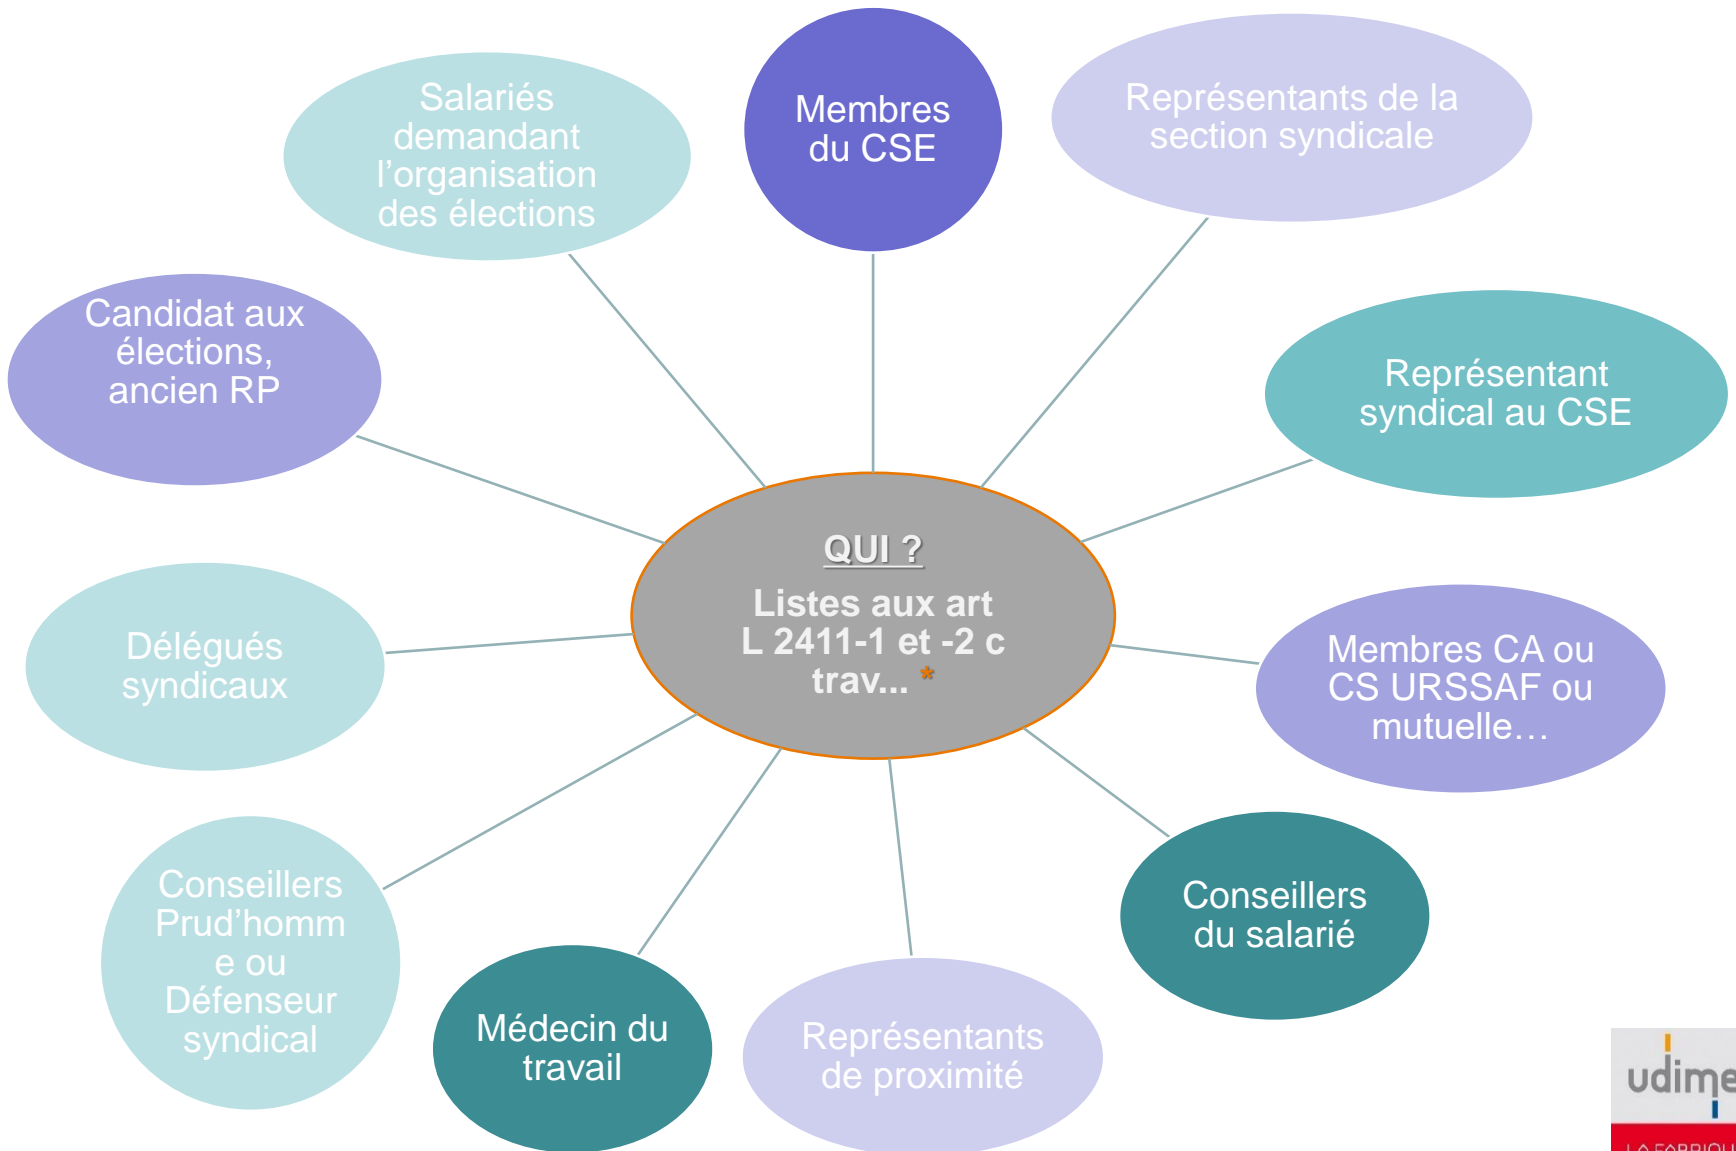 Salariés
demandant
l'organisation
des élections
Membres
du CSE
Représentants de la
section syndicale
Candidat aux
élections,
ancien RP
Représentant
syndical au CSE
QUI ?
Listes aux art
L 2411-1 et -2 c
trav... *
Délégués
syndicaux
Membres CA ou
CS URSSAF ou
mutuelle…
Conseillers
Prud'homm
e ou
Défenseur
syndical
Médecin du
travail
Représentants
de proximité
Conseillers
du salarié
udime
LA FABRIQU